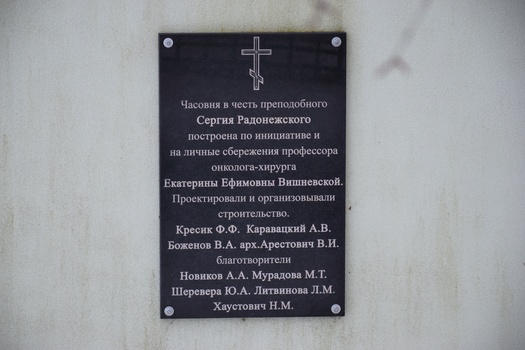 Часовня в честь преподобного
Сергия Радонежского
построена по инициативе и
на личные сбережения профессора
онколога-хирурга
Екатерины Ефимовны Вишневской.
Проектировали и организовывали
строительство.
Кресик Ф.Ф. Каравацкий А.В.
Боженов В.А. арх.Арестович В.И.
благотворители
Новиков А.А. Мурадова М.Т.
Шеревера Ю.А. Литвинова Л.М.
Хаустович Н.М.